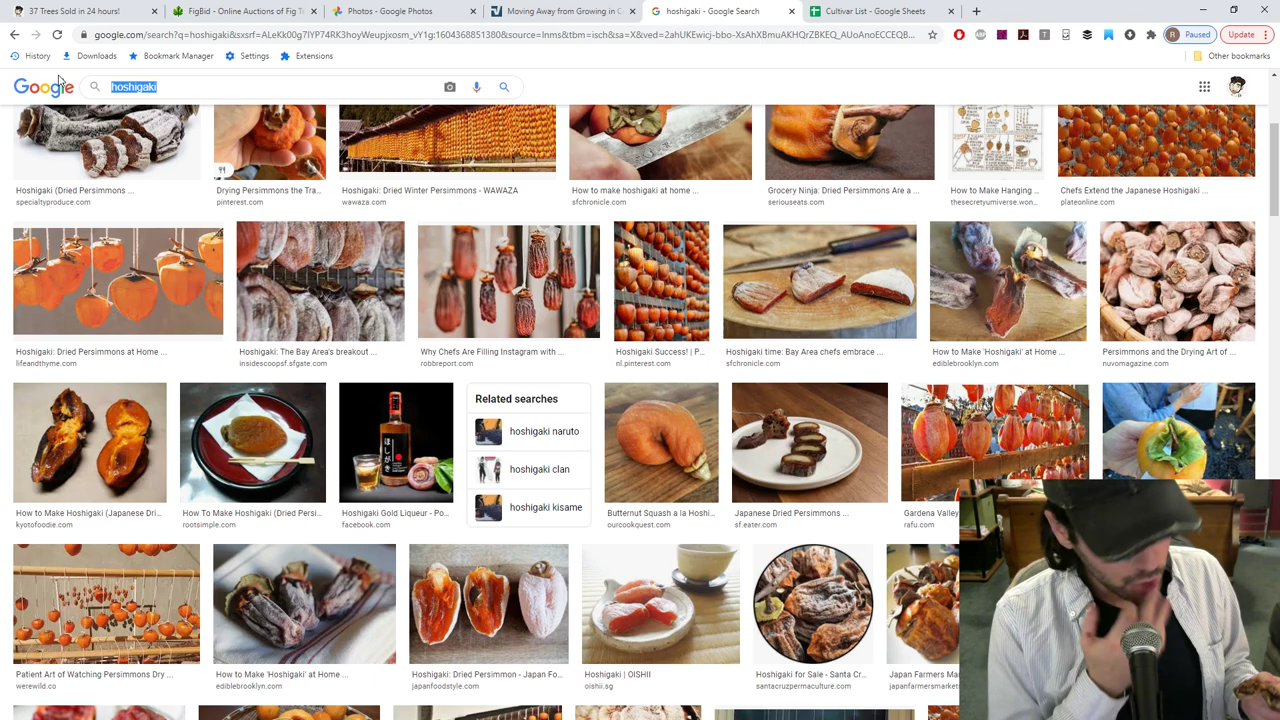 37 Trees Sold in 24 hours!
FigBid - Online Auctions of Fig T
Photos - Google Photos
Moving Away from Growing in C
hoshigaki - Google Search
Cultivar List - Google Sheets
google.com/search?q=hoshigaki&sxsrf=ALeKk00g7IYP74RK3hoyWeupjxosm_vY1g:1604368851380&source=lnms&tbm=isch&sa=X&ved=2ahUKEwicj-bbo-XsAhXBmuAKHQrZBKEQ_AUoAnoECCEQB...
Paused
Update
History
Downloads
Bookmark Manager
Settings
Extensions
Other bookmarks
Google
hoshigaki
Hoshigaki (Dried Persimmons ...
specialtyproduce.com
Drying Persimmons the Tra...
pinterest.com
Hoshigaki: Dried Winter Persimmons - WAWAZA
wawaza.com
How to make hoshigaki at home ...
sfchronicle.com
Grocery Ninja: Dried Persimmons Are a ...
seriouseats.com
How to Make Hanging ...
thesecretyumiverse.won...
Chefs Extend the Japanese Hoshigaki ...
plateonline.com
Hoshigaki: Dried Persimmons at Home ...
lifeandthyme.com
Hoshigaki: The Bay Area's breakout ...
insidescoopsf.sfgate.com
Why Chefs Are Filling Instagram with ...
robbreport.com
Hoshigaki Success! | P...
nl.pinterest.com
Hoshigaki time: Bay Area chefs embrace ...
sfchronicle.com
How to Make 'Hoshigaki' at Home ...
ediblebrooklyn.com
Persimmons and the Drying Art of ...
nuvomagazine.com
How to Make Hoshigaki (Japanese Dri...
kyotofoodie.com
How To Make Hoshigaki (Dried Persi...
rootsimple.com
ほしがき
Hoshigaki Gold Liqueur - Po...
facebook.com
Related searches
hoshigaki naruto
hoshigaki clan
hoshigaki kisame
Butternut Squash a la Hoshi...
ourcookquest.com
Japanese Dried Persimmons ...
sf.eater.com
Gardena Valley
rafu.com
Patient Art of Watching Persimmons Dry ...
werewild.co
How to Make 'Hoshigaki' at Home ...
ediblebrooklyn.com
Hoshigaki: Dried Persimmon - Japan Fo...
japanfoodstyle.com
Hoshigaki | OISHII
oishii.sg
Hoshigaki for Sale - Santa Cr...
santacruzpermaculture.com
Japan Farmers Ma
japanfarmersmarkets